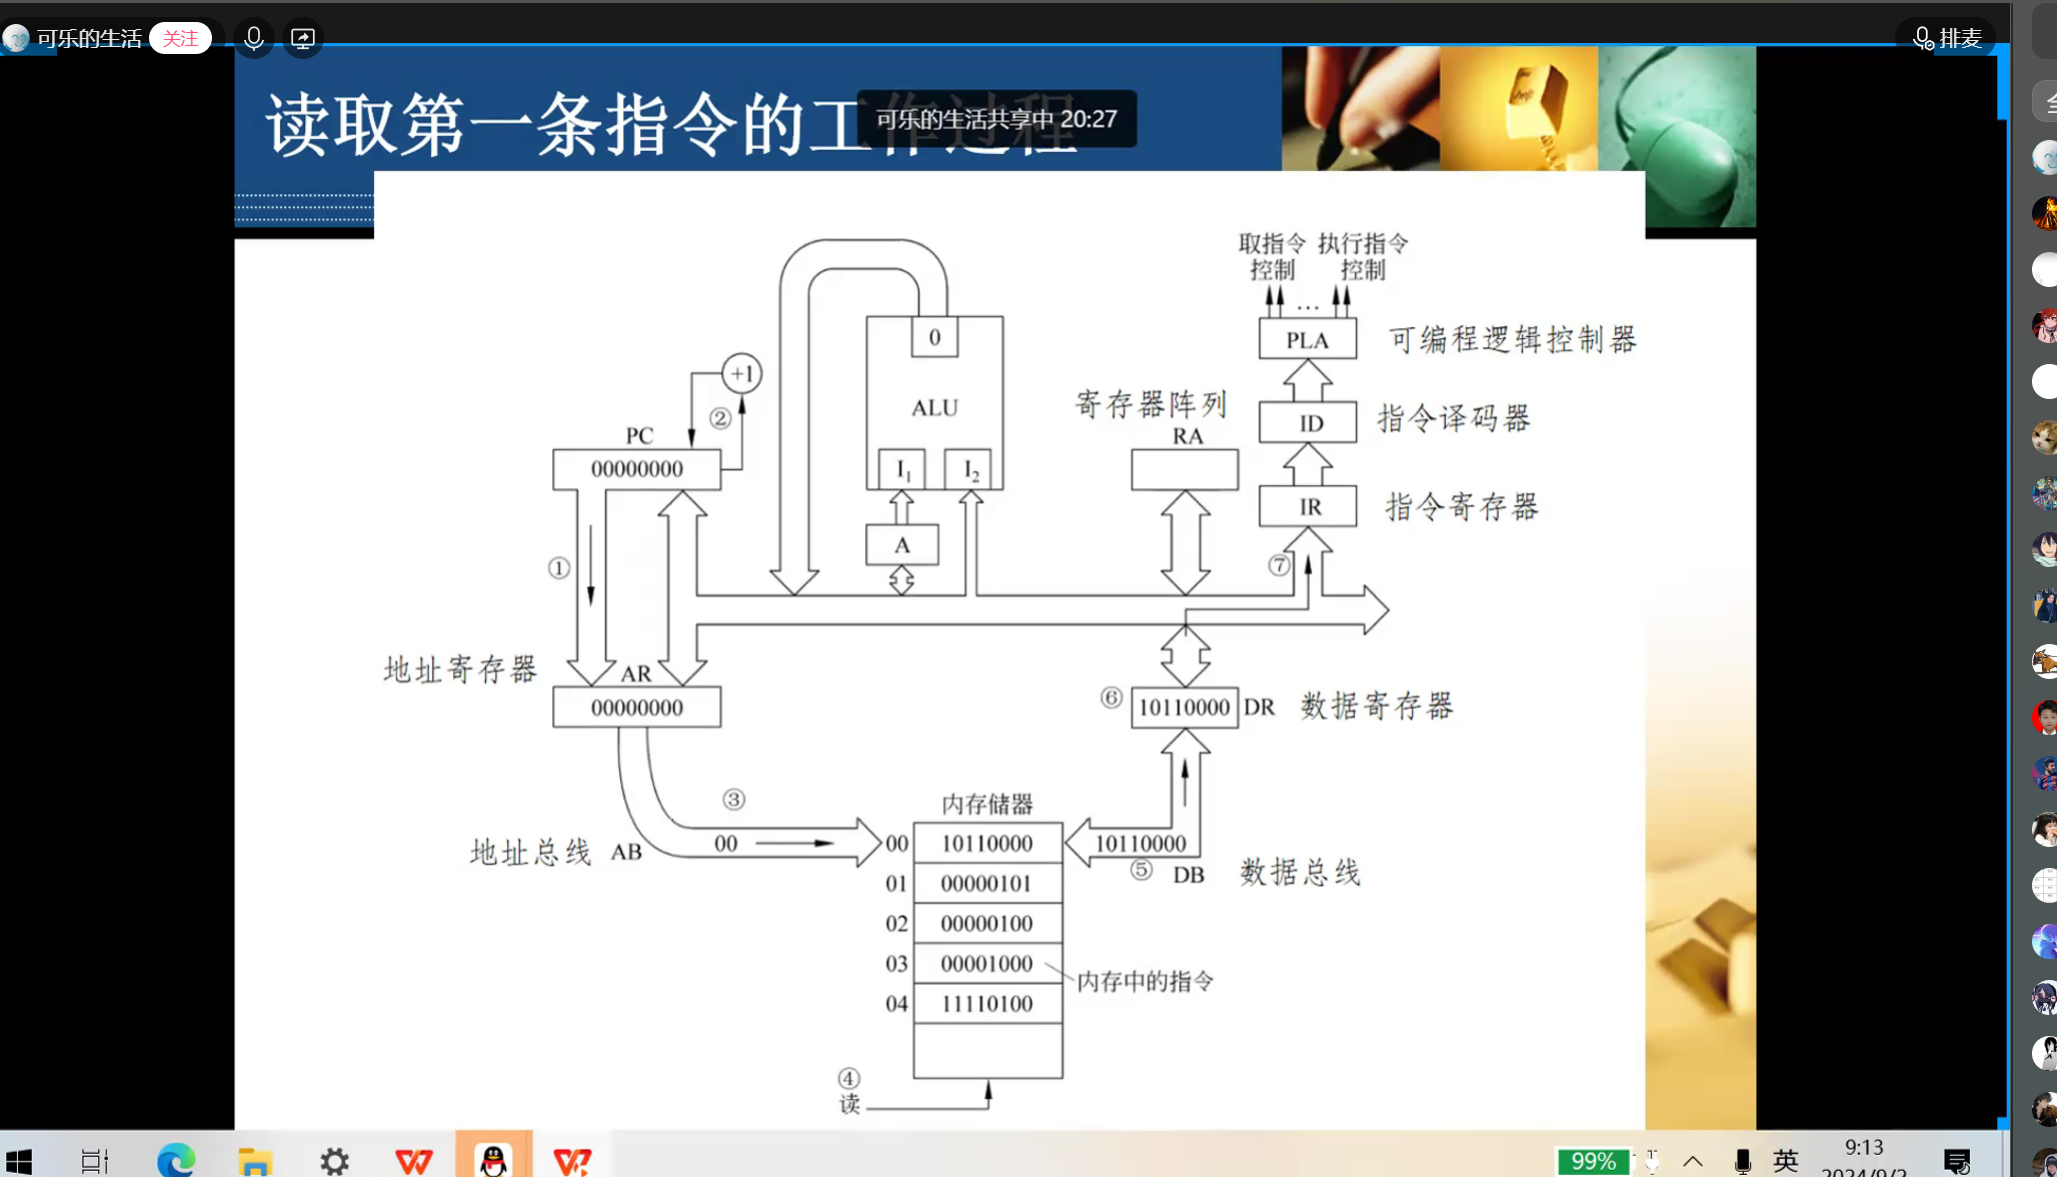 可乐的生活 关注
排麦
读取第一条指令的工作过程
可乐的生活共享中 20:27
取指令 执行指令
控制 控制
…
PLA 可编程逻辑控制器
0
+1
ALU
②
寄存器阵列
RA
ID 指令译码器
PC
00000000
I1 I2
IR 指令寄存器
A
①
⑦
地址寄存器 AR
00000000
⑥ 10110000 DR 数据寄存器
③
内存储器
地址总线 AB 00
00 10110000
10110000
⑤ DB 数据总线
01 00000101
02 00000100
03 00001000
内存中的指令
04 11110100
④
读
99%
英
9:13